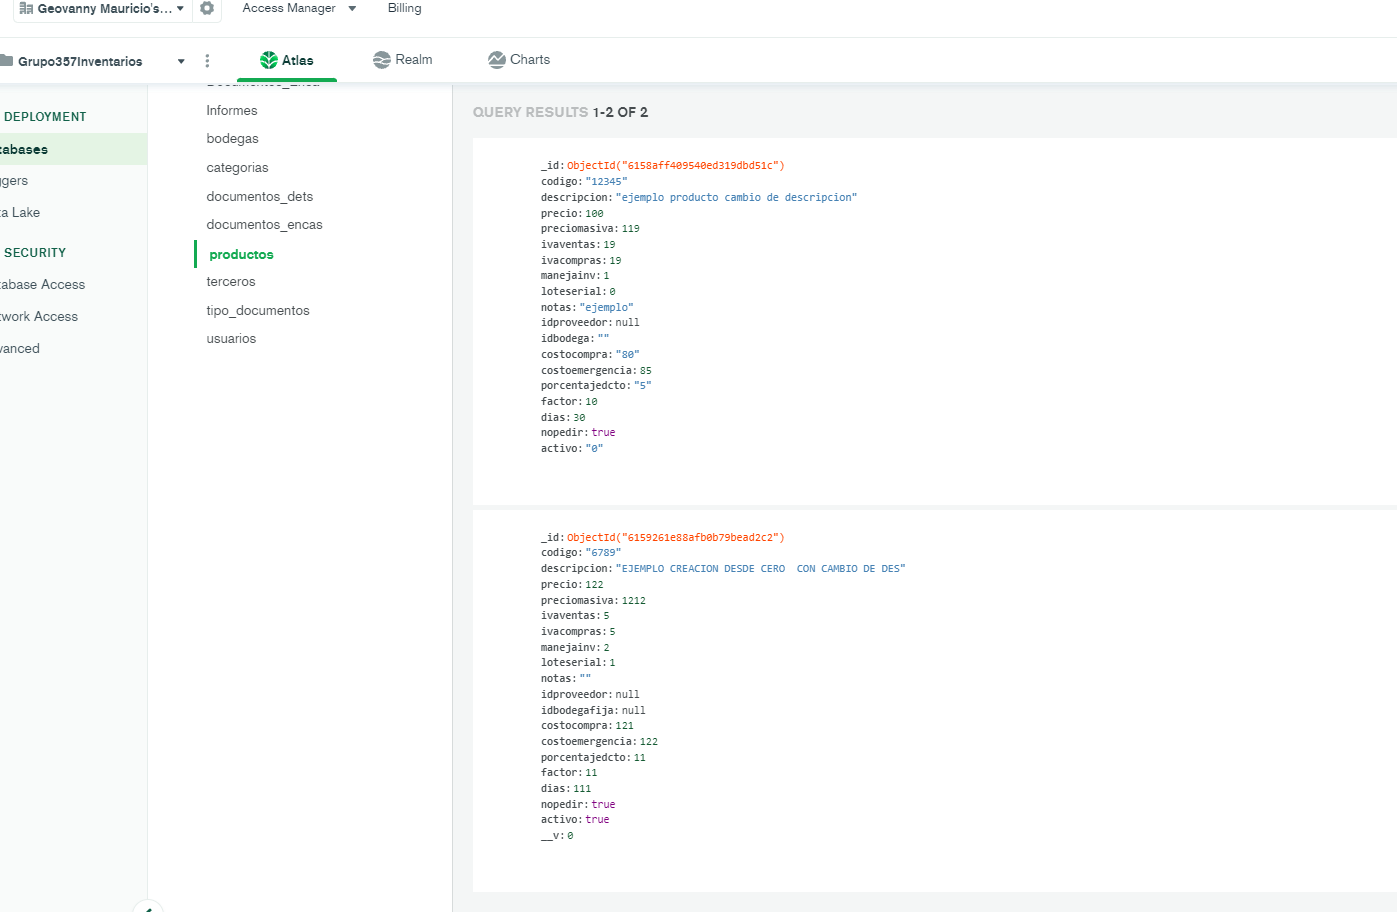 Geovanny Mauricio's...
Access Manager
Billing
Grupo357Inventarios
Atlas
Realm
Charts
DEPLOYMENT
tabases
ggers
ta Lake
SECURITY
tabase Access
twork Access
vanced
Documentos_Enca
Informes
bodegas
categorias
documentos_dets
documentos_encas
productos
terceros
tipo_documentos
usuarios
QUERY RESULTS 1-2 OF 2
_id: ObjectId("6158aff409540ed319dbd51c")
codigo: "12345"
descripcion: "ejemplo producto cambio de descripcion"
precio: 100
preciomasiva: 119
ivaventas: 19
ivacompras: 19
manejainv: 1
loteserial: 0
notas: "ejemplo"
idproveedor: null
idbodega: ""
costocompra: "80"
costoemergencia: 85
porcentajedcto: "5"
factor: 10
dias: 30
nopedir: true
activo: "0"
_id: ObjectId("6159261e88afb0b79bead2c2")
codigo: "6789"
descripcion: "EJEMPLO CREACION DESDE CERO  CON CAMBIO DE DES"
precio: 122
preciomasiva: 1212
ivaventas: 5
ivacompras: 5
manejainv: 2
loteserial: 1
notas: ""
idproveedor: null
idbodegafija: null
costocompra: 121
costoemergencia: 122
porcentajedcto: 11
factor: 11
dias: 111
nopedir: true
activo: true
__v: 0